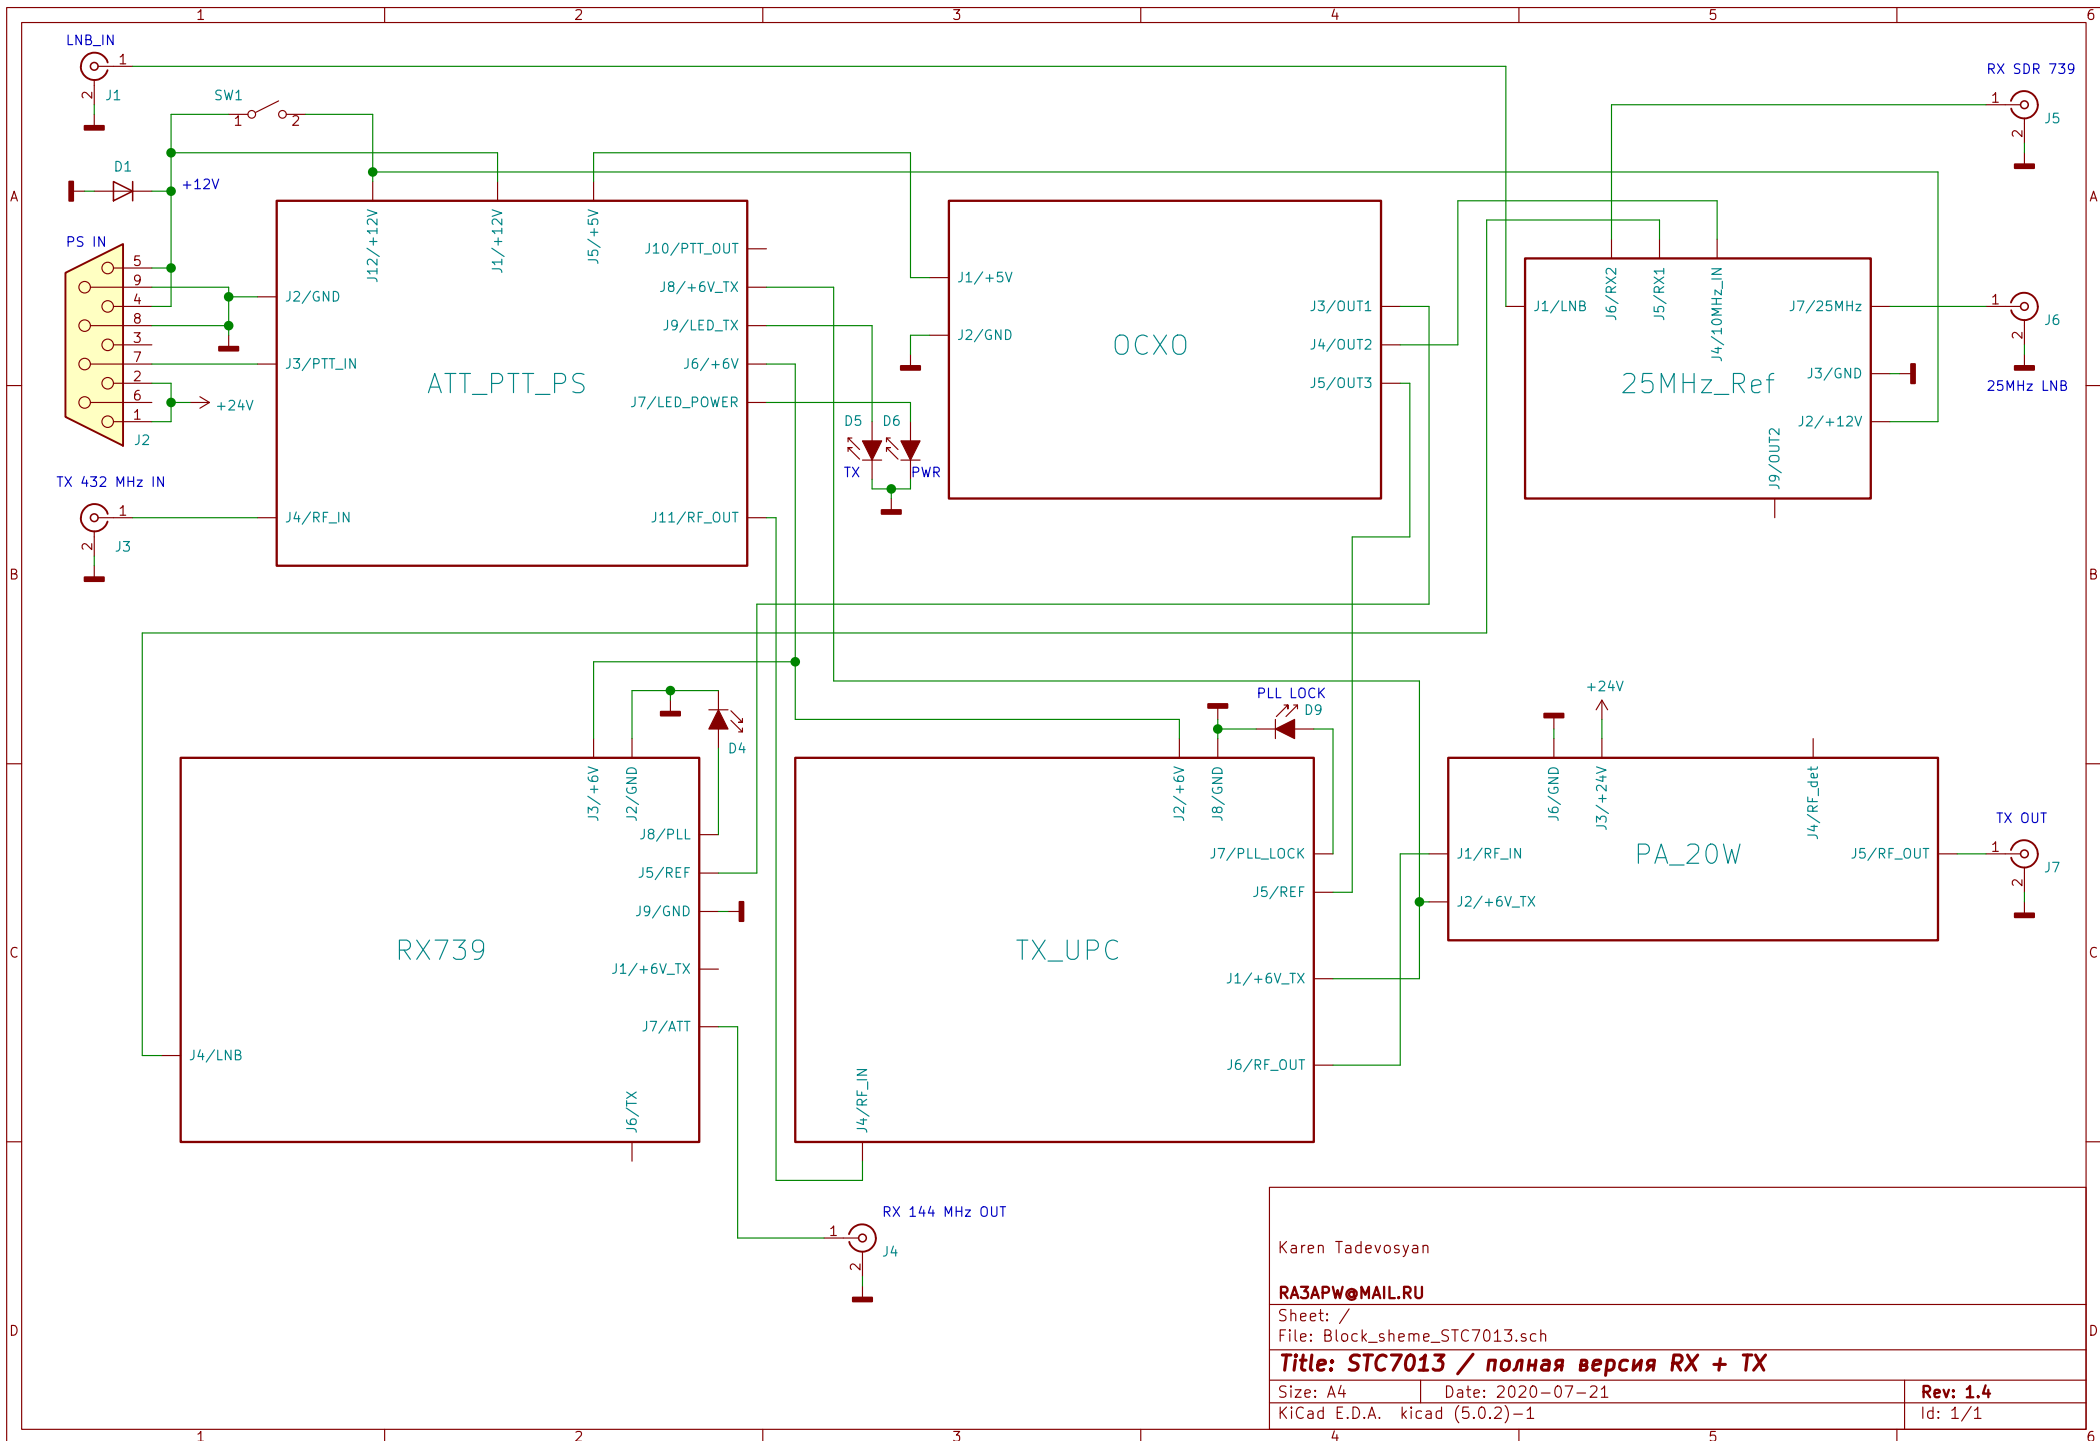 1 2 3 4 5 6
LNB_IN
1
2
J1
SW1
1 2
RX SDR 739
1
2
J5
D1
+12V
A
A
PS IN
5
9
4
8
3
7
2
6
1
J2
+24V
J12/+12V
J1/+12V
J5/+5V
J2/GND
J3/PTT_IN
J4/RF_IN
ATT_PTT_PS
J10/PTT_OUT
J8/+6V_TX
J9/LED_TX
J6/+6V
J7/LED_POWER
J11/RF_OUT
D5 D6
TX PWR
J1/+5V
J2/GND
OCXO
J3/OUT1
J4/OUT2
J5/OUT3
J1/LNB
J6/RX2
J5/RX1
J4/10MHz_IN
25MHz_Ref
J7/25MHz
J3/GND
J2/+12V
J9/OUT2
1
2
J6
25MHz LNB
TX 432 MHz IN
1
2
J3
B
B
D4
J3/+6V
J2/GND
J8/PLL
J5/REF
J9/GND
RX739
J1/+6V_TX
J7/ATT
J4/LNB
J6/TX
PLL LOCK
D9
J2/+6V
J8/GND
J7/PLL_LOCK
J5/REF
TX_UPC
J1/+6V_TX
J6/RF_OUT
J4/RF_IN
+24V
J6/GND
J3/+24V
J4/RF_det
J1/RF_IN
PA_20W
J5/RF_OUT
J2/+6V_TX
TX OUT
1
2
J7
C
C
RX 144 MHz OUT
1
2
J4
D
D
Karen Tadevosyan
RA3APW@MAIL.RU
Sheet: /
File: Block_sheme_STC7013.sch
Title: STC7013 / полная версия RX + TX
Size: A4 Date: 2020-07-21 Rev: 1.4
KiCad E.D.A. kicad (5.0.2)-1 Id: 1/1
1 2 3 4 5 6